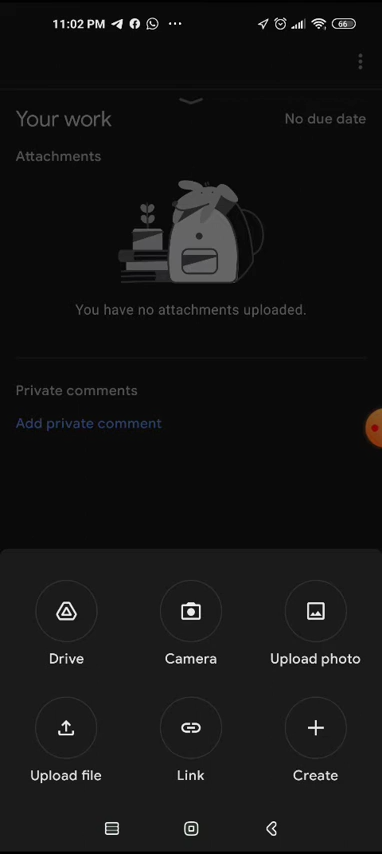 11:02 PM
66
Your work
No due date
Attachments
You have no attachments uploaded.
Private comments
Add private comment
Drive
Camera
Upload photo
Upload file
Link
Create